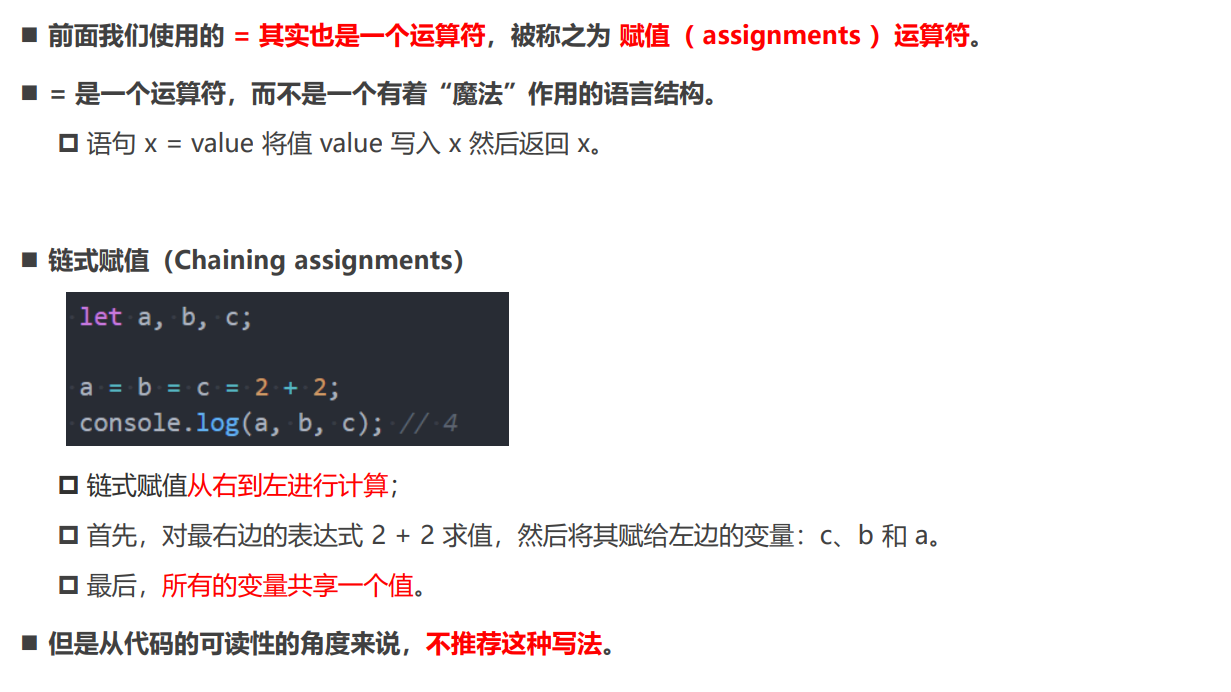 前面我们使用的 = 其实也是一个运算符，被称之为 赋值（ assignments ）运算符。
= 是一个运算符，而不是一个有着“魔法”作用的语言结构。
语句 x = value 将值 value 写入 x 然后返回 x。
链式赋值（Chaining assignments）
let a, b, c;
a = b = c = 2 + 2;
console.log(a, b, c); // 4
链式赋值从右到左进行计算；
首先，对最右边的表达式 2 + 2 求值，然后将其赋给左边的变量：c、b 和 a。
最后，所有的变量共享一个值。
但是从代码的可读性的角度来说，不推荐这种写法。